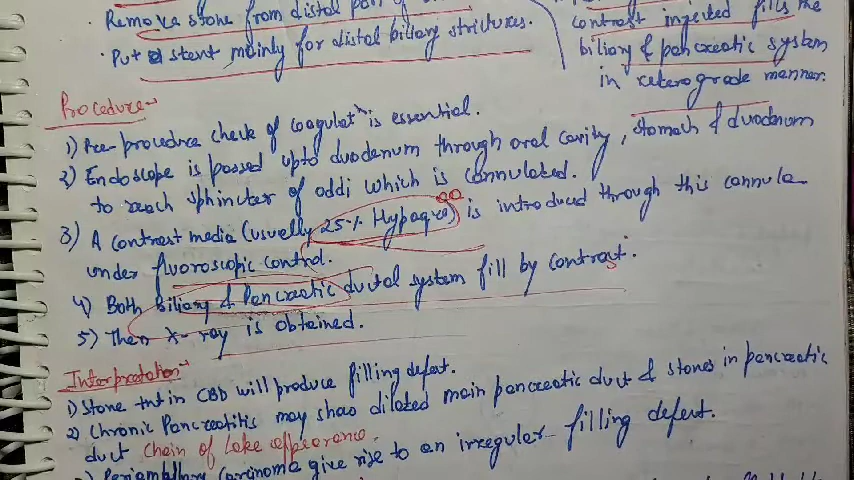 Remove stone from distal part of
• Put a stent mainly for distal biliary strictures.
contrast injected fills the
biliary & pancreatic system
in reterograde manner.
Procedure→
1) Pre procedure check of coagulatn is essential.
2) Endoscope is passed upto duodenum through oral cavity, stomach & duodenum
to reach sphincter of oddi which is cannulated.
3) A contrast media (usually 25% Hypaque) is introduced through this cannula
under fluoroscopic control.
4) Both Biliary & Pancreatic ductal system fill by contrast.
5) Then X-ray is obtained.
Interpretation→
1) Stone in CBD will produce filling defect.
2) Chronic Pancreatitis may show dilated main pancreatic duct & stones in pancreatic
duct Chain of Lake appearance.
Periampullary Carcinoma give rise to an irregular filling defect.